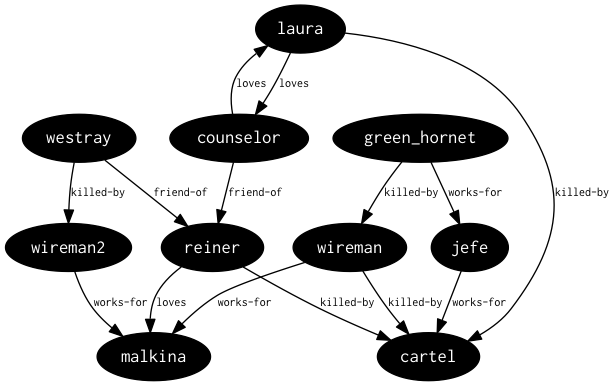 laura
loves
loves
westray
counselor
green_hornet
killed-by
killed-by
friend-of
friend-of
killed-by
works-for
wireman2
reiner
wireman
jefe
works-for
loves
works-for
killed-by
killed-by
works-for
malkina
cartel